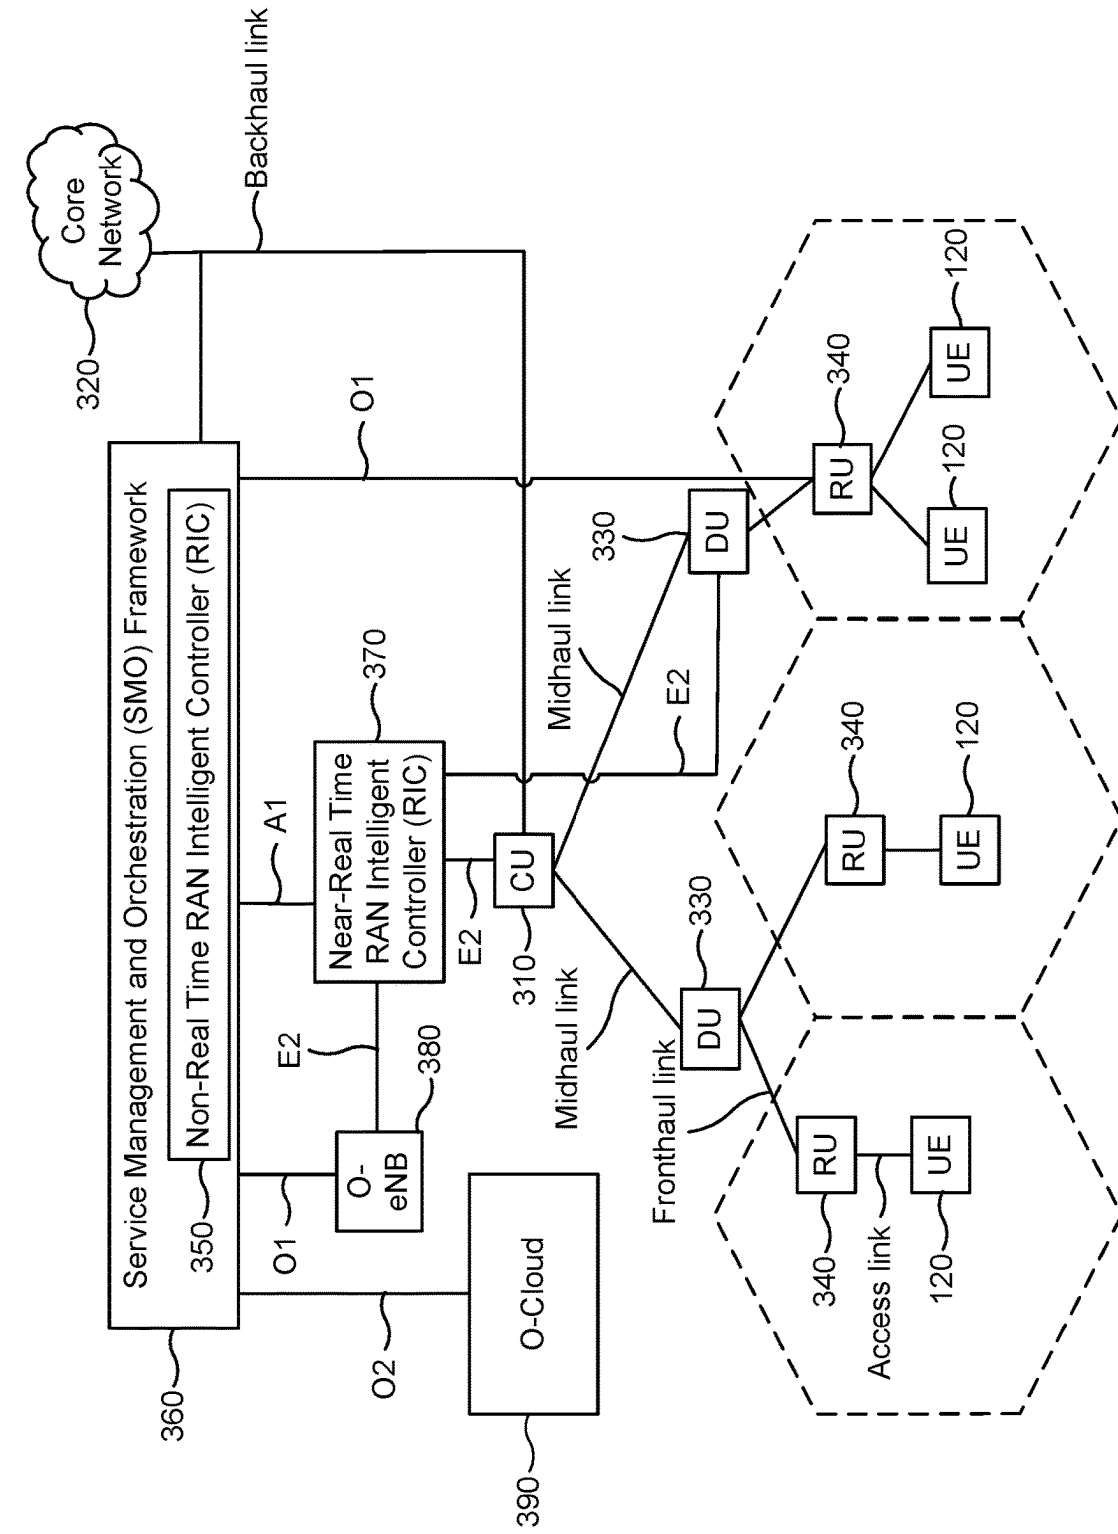 Service Management and Orchestration (SMO) Framework
Non-Real Time RAN Intelligent Controller (RIC)
360
350
Core
Network
320
Backhaul link
O2
O1
A1
O1
O-
eNB
380
E2
Near-Real Time
RAN Intelligent
Controller (RIC)
370
O-Cloud
390
E2
CU
310
Midhaul link
Midhaul link
330
DU
E2
DU
330
Fronthaul link
RU
340
RU
340
RU
340
Access link
UE
120
UE
120
UE
120
UE
120